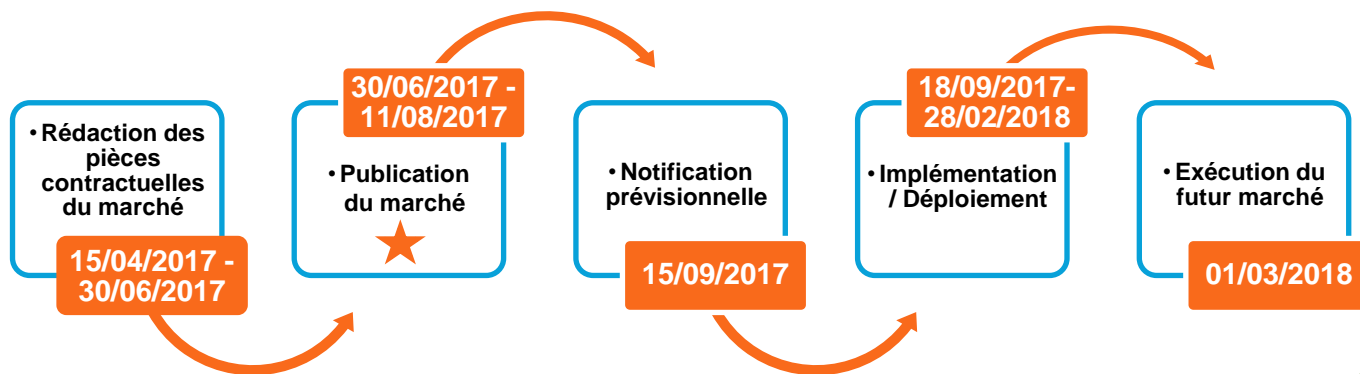 • Rédaction des
pièces
contractuelles
du marché
15/04/2017 -
30/06/2017
30/06/2017 -
11/08/2017
• Publication
du marché
• Notification
prévisionnelle
15/09/2017
18/09/2017-
28/02/2018
• Implémentation
/ Déploiement
• Exécution du
futur marché
01/03/2018